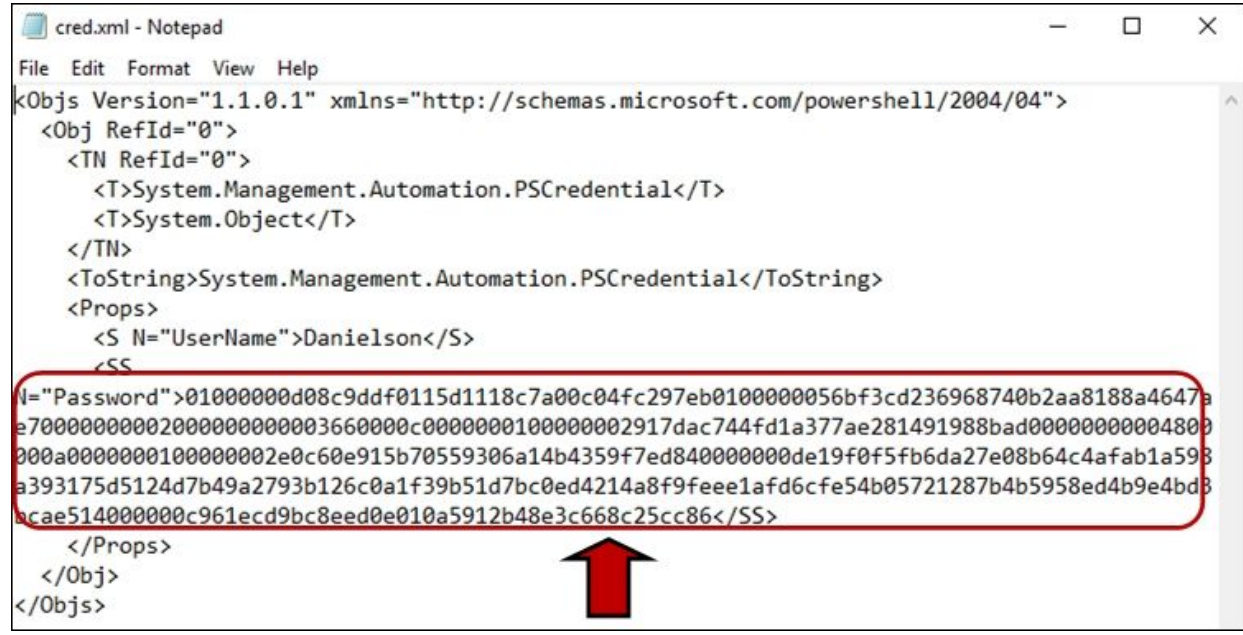 cred.xml - Notepad
File Edit Format View Help
<Objs Version="1.1.0.1" xmlns="http://schemas.microsoft.com/powershell/2004/04">
<Obj RefId="0">
<TN RefId="0">
<T>System.Management.Automation.PSCredential</T>
<T>System.Object</T>
</TN>
<ToString>System.Management.Automation.PSCredential</ToString>
<Props>
<S N="UserName">Danielson</S>
<SS
N="Password">01000000d08c9ddf0115d1118c7a00c04fc297eb0100000056bf3cd236968740b2aa8188a4647a
e70000000002000000000003660000c0000000100000002917dac744fd1a377ae281491988bad00000000004800
000a0000000100000002e0c60e915b70559306a14b4359f7ed840000000de19f0f5fb6da27e08b64c4afab1a598
a393175d5124d7b49a2793b126c0a1f39b51d7bc0ed4214a8f9feee1afd6cfe54b05721287b4b5958ed4b9e4bd3
bcae514000000c961ecd9bc8eed0e010a5912b48e3c668c25cc86</SS>
</Props>
</Obj>
</Objs>